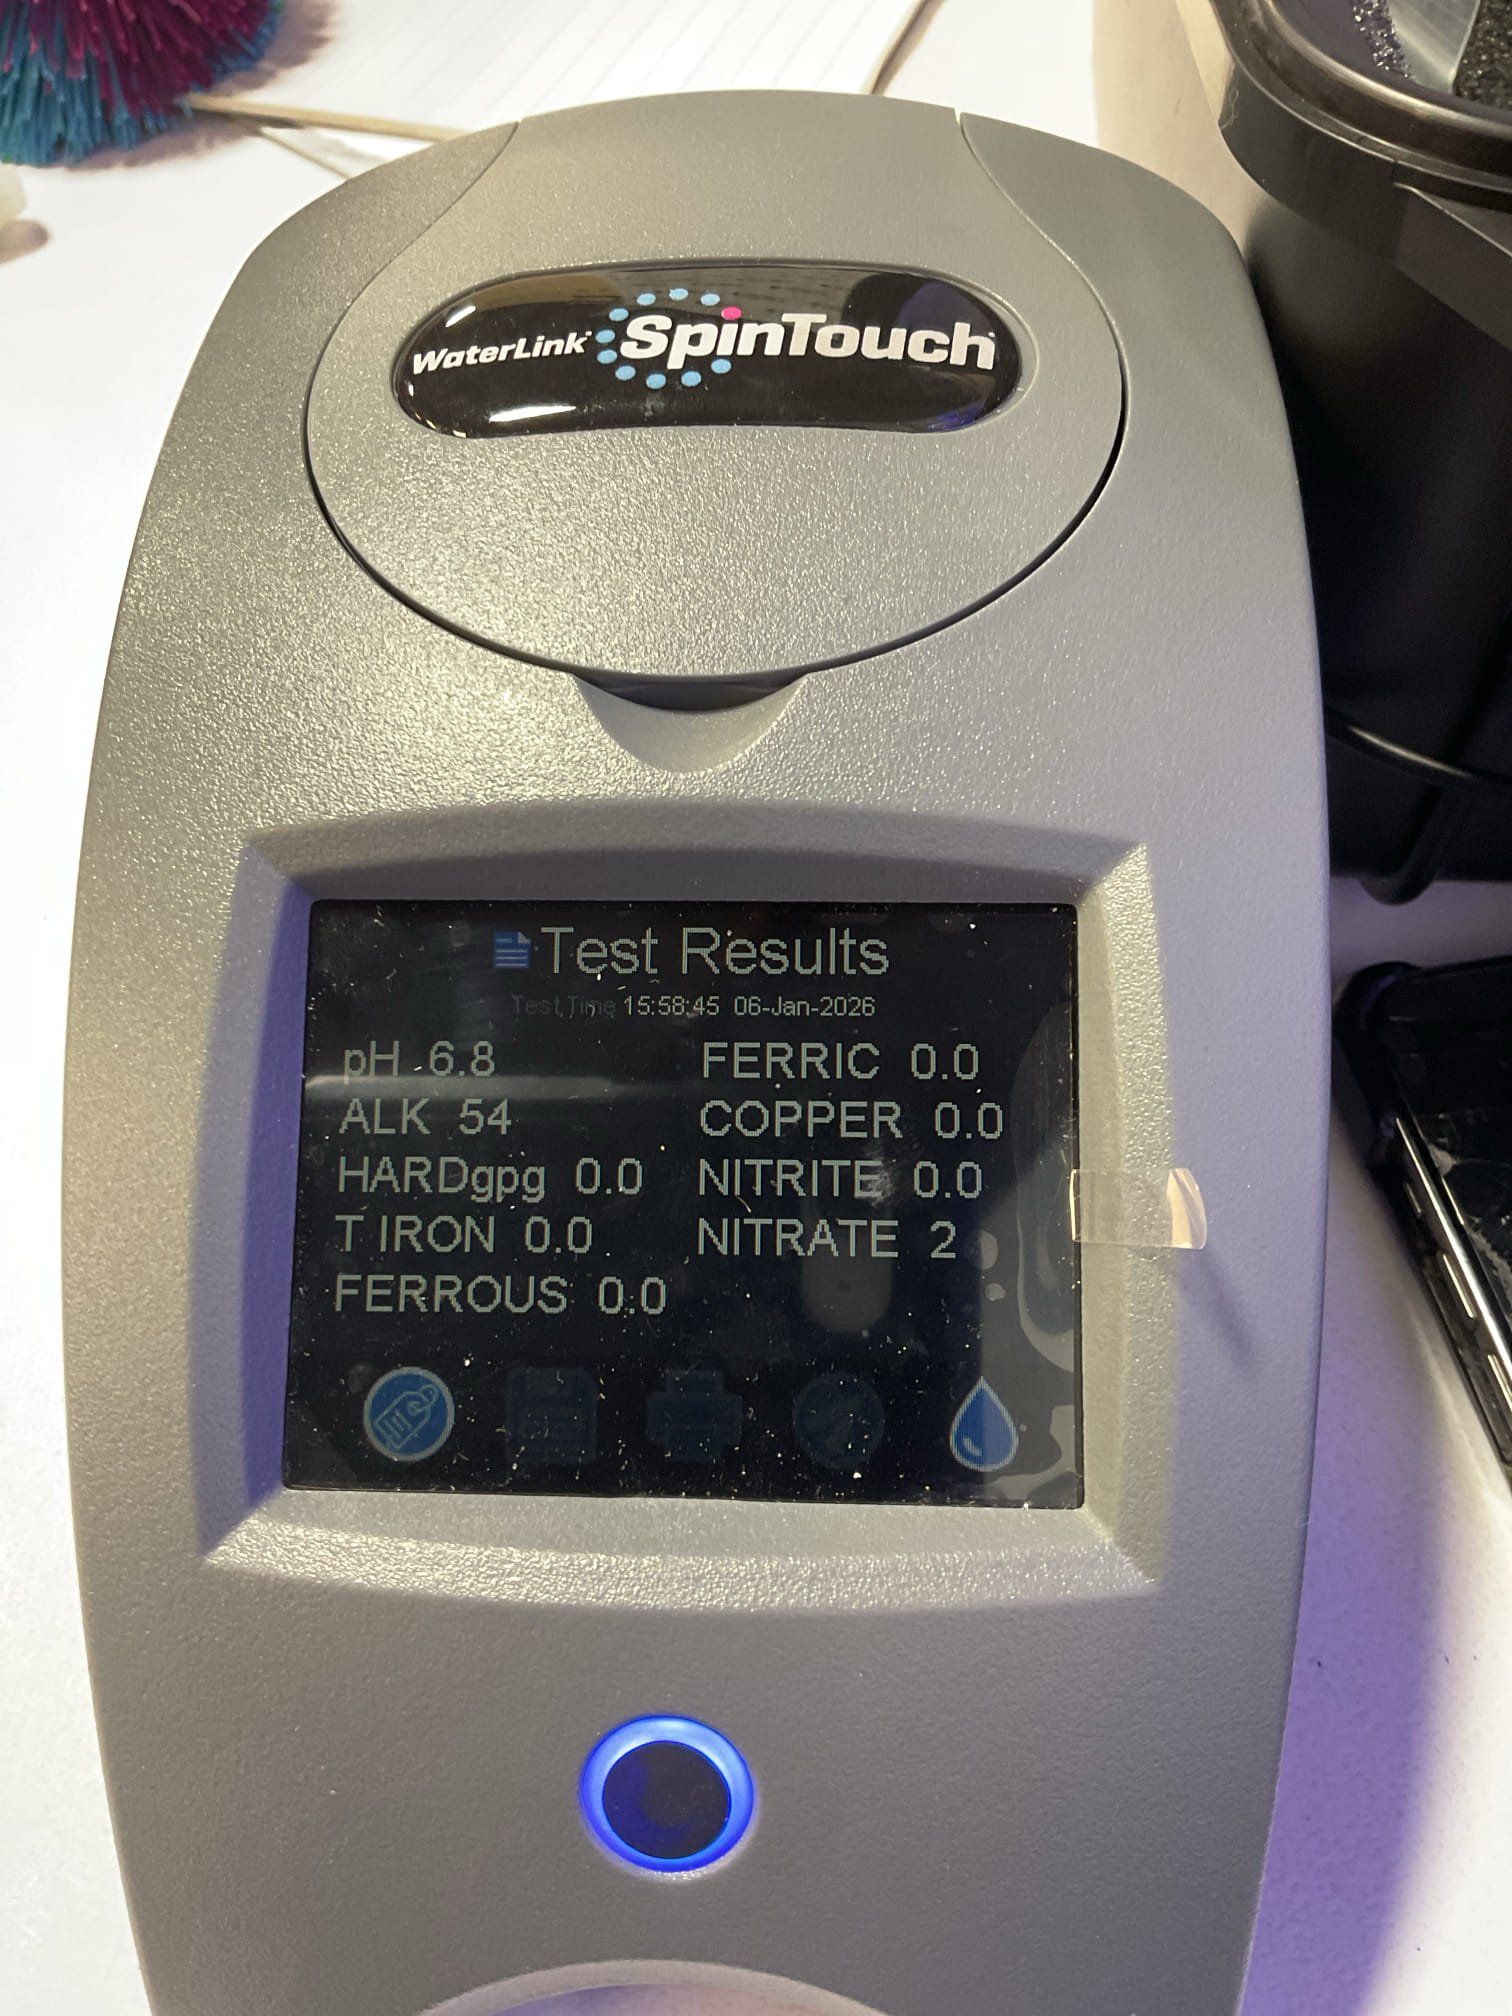 WaterLink SpinTouch
Test Results
Test Time 15:58:45 06-Jan-2026
pH 6.8
ALK 54
HARDgpg 0.0
T IRON 0.0
FERROUS 0.0
FERRIC 0.0
COPPER 0.0
NITRITE 0.0
NITRATE 2